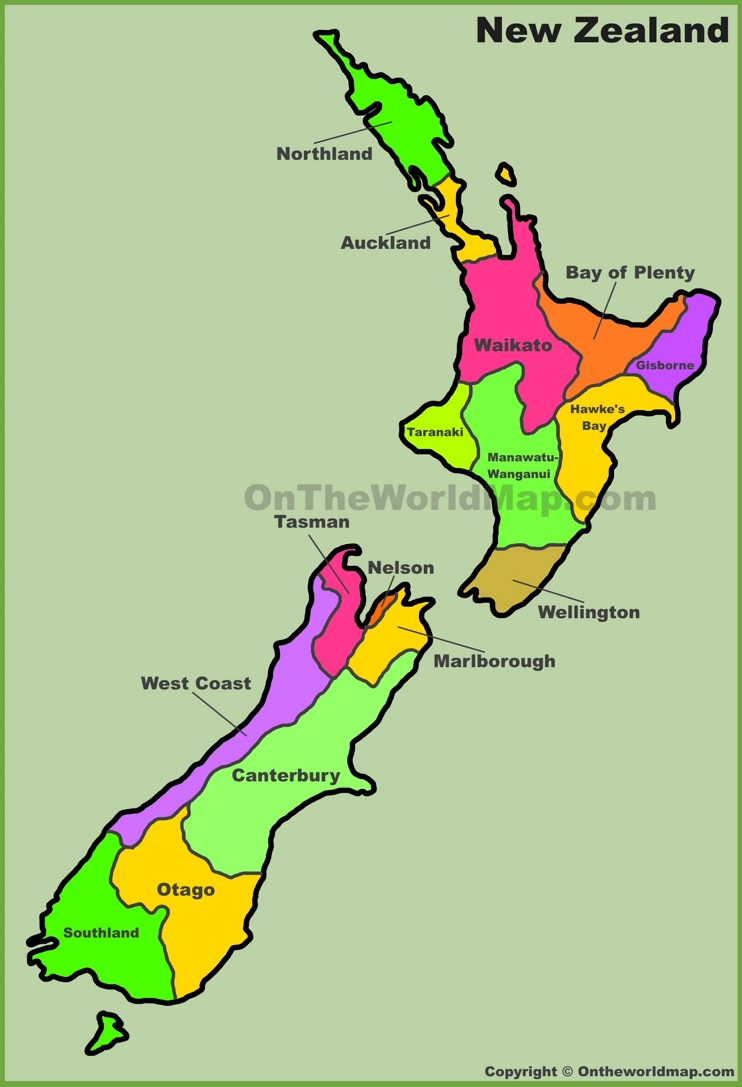 New Zealand
Northland
Auckland
Bay of Plenty
Waikato
Gisborne
Hawke's
Bay
Taranaki
Manawatu-
Wanganui
OnTheWorldMap.com
Tasman
Nelson
Wellington
Marlborough
West Coast
Canterbury
Otago
Southland
Copyright © Ontheworldmap.com